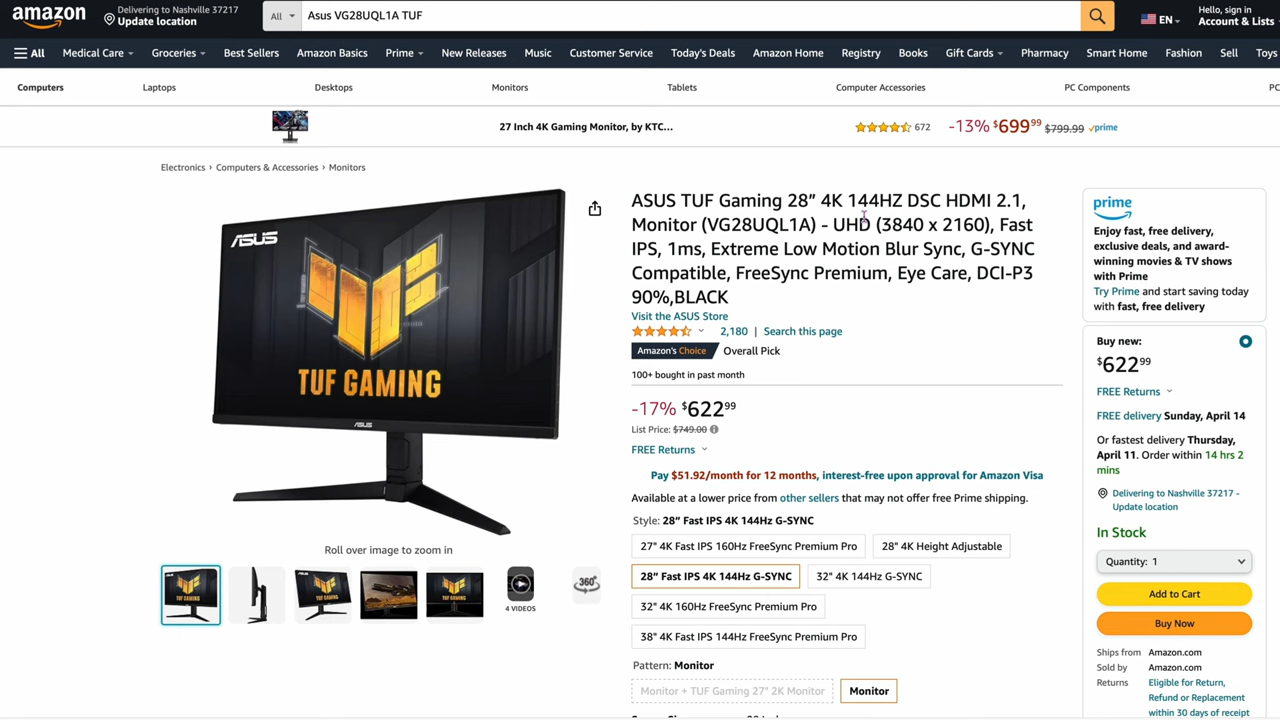 amazon
Delivering to Nashville 37217
Update location
All
Asus VG28UQL1A TUF
EN
Hello, sign in
Account & Lists
All
Medical Care
Groceries
Best Sellers
Amazon Basics
Prime
New Releases
Music
Customer Service
Today's Deals
Amazon Home
Registry
Books
Gift Cards
Pharmacy
Smart Home
Fashion
Sell
Toys
Computers
Laptops
Desktops
Monitors
Tablets
Computer Accessories
PC Components
PC
27 Inch 4K Gaming Monitor, by KTC...
672
-13% $699.99 $799.99 prime
Electronics › Computers & Accessories › Monitors
ASUS
TUF GAMING
ASUS
Roll over image to zoom in
4 VIDEOS
360°
ASUS TUF Gaming 28” 4K 144HZ DSC HDMI 2.1,
Monitor (VG28UQL1A) - UHD (3840 x 2160), Fast
IPS, 1ms, Extreme Low Motion Blur Sync, G-SYNC
Compatible, FreeSync Premium, Eye Care, DCI-P3
90%,BLACK
Visit the ASUS Store
2,180 | Search this page
Amazon's Choice Overall Pick
100+ bought in past month
-17% $622.99
List Price: $749.00
FREE Returns
Pay $51.92/month for 12 months, interest-free upon approval for Amazon Visa
Available at a lower price from other sellers that may not offer free Prime shipping.
Style: 28” Fast IPS 4K 144Hz G-SYNC
27" 4K Fast IPS 160Hz FreeSync Premium Pro
28" 4K Height Adjustable
28” Fast IPS 4K 144Hz G-SYNC
32" 4K 144Hz G-SYNC
32" 4K 160Hz FreeSync Premium Pro
38" 4K Fast IPS 144Hz FreeSync Premium Pro
Pattern: Monitor
Monitor + TUF Gaming 27" 2K Monitor
Monitor
prime
Enjoy fast, free delivery,
exclusive deals, and award-
winning movies & TV shows
with Prime
Try Prime and start saving today
with fast, free delivery
Buy new:
$622.99
FREE Returns
FREE delivery Sunday, April 14
Or fastest delivery Thursday,
April 11. Order within 14 hrs 2
mins
Delivering to Nashville 37217 -
Update location
In Stock
Quantity: 1
Add to Cart
Buy Now
Ships from Amazon.com
Sold by Amazon.com
Returns Eligible for Return,
Refund or Replacement
within 30 days of receipt